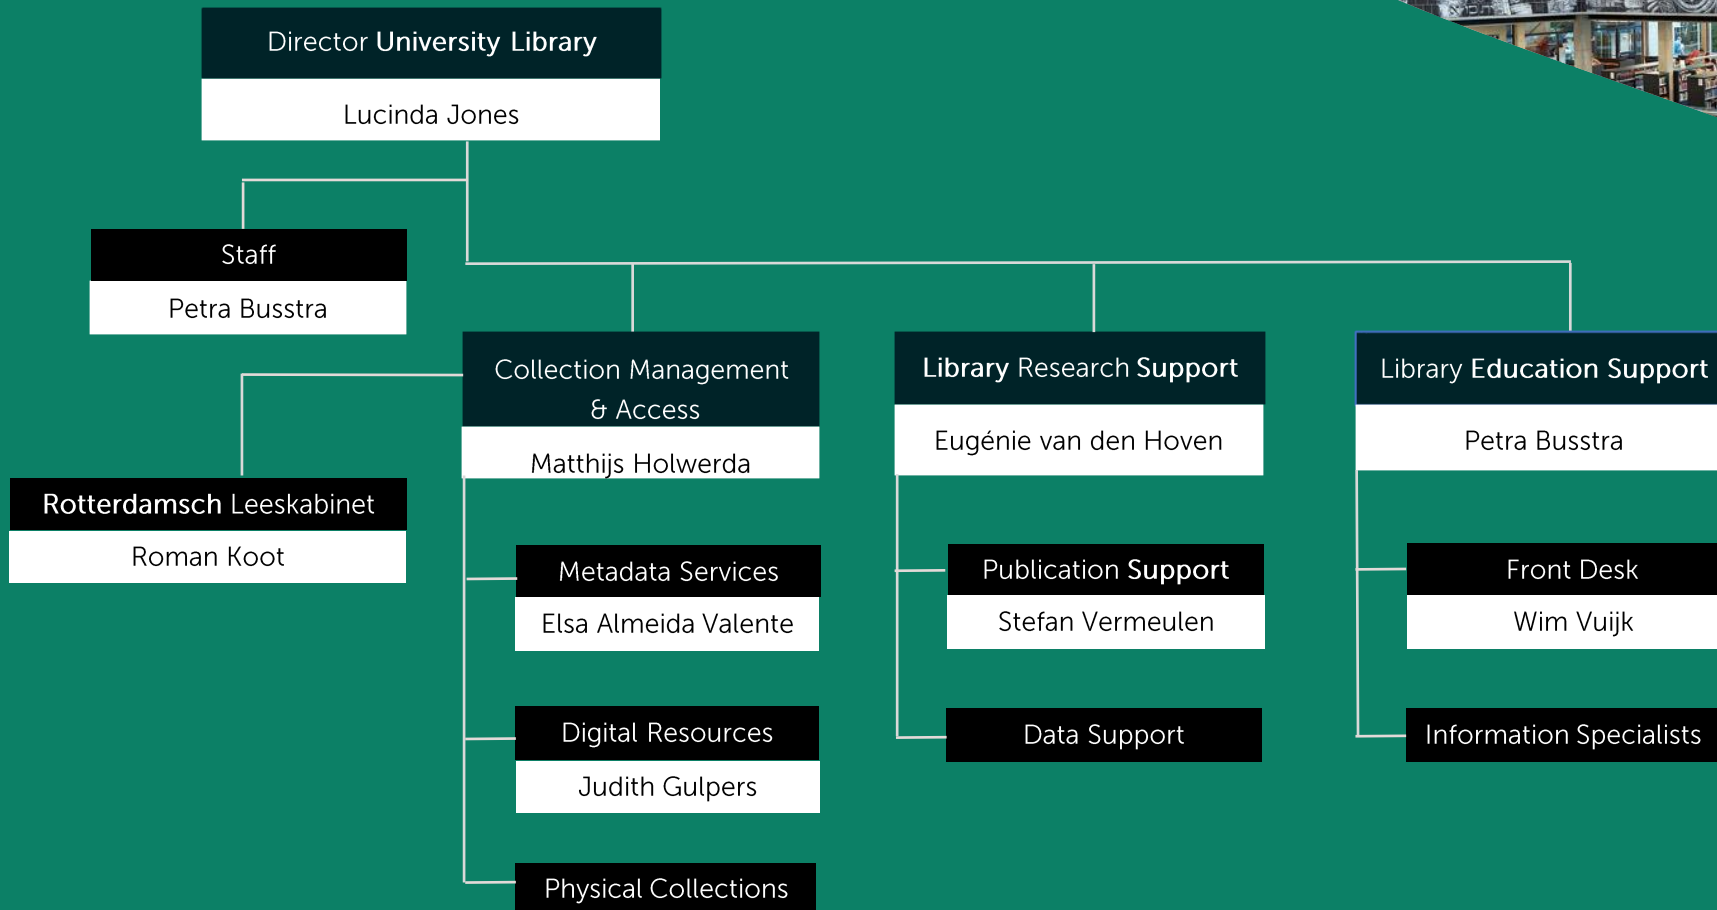 Director University Library
Lucinda Jones
Staff
Petra Busstra
Collection Management
& Access
Matthijs Holwerda
Library Research Support
Eugénie van den Hoven
Library Education Support
Petra Busstra
Rotterdamsch Leeskabinet
Roman Koot
Metadata Services
Elsa Almeida Valente
Publication Support
Stefan Vermeulen
Front Desk
Wim Vuijk
Digital Resources
Judith Gulpers
Data Support
Information Specialists
Physical Collections